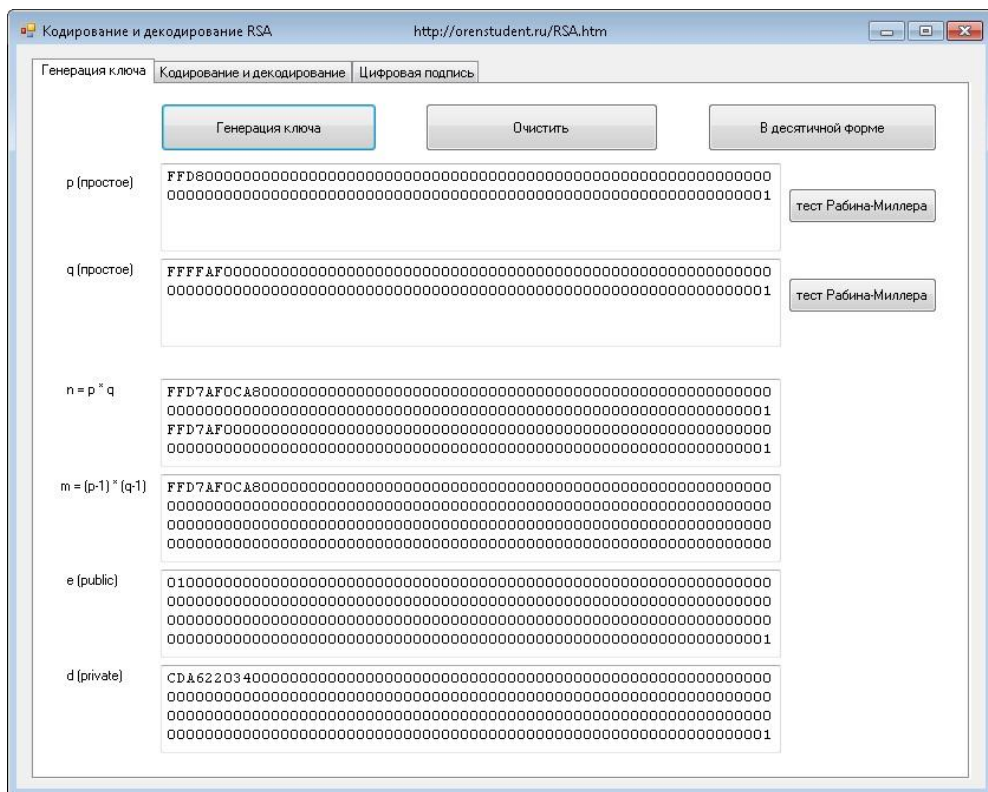 Кодирование и декодирование RSA http://orenstudent.ru/RSA.htm
Генерация ключа Кодирование и декодирование Цифровая подпись
Генерация ключа Очистить В десятичной форме
p (простое)
FFD8000000000000000000000000000000000000000000000000000000000000
0000000000000000000000000000000000000000000000000000000000000001
тест Рабина-Миллера
q (простое)
FFFFAF0000000000000000000000000000000000000000000000000000000000
0000000000000000000000000000000000000000000000000000000000000001
тест Рабина-Миллера
n = p * q
FFD7AF0CA8000000000000000000000000000000000000000000000000000000
0000000000000000000000000000000000000000000000000000000000000001
FFD7AF0000000000000000000000000000000000000000000000000000000000
0000000000000000000000000000000000000000000000000000000000000001
m = (p-1) * (q-1)
FFD7AF0CA8000000000000000000000000000000000000000000000000000000
0000000000000000000000000000000000000000000000000000000000000000
0000000000000000000000000000000000000000000000000000000000000000
0000000000000000000000000000000000000000000000000000000000000000
e (public)
0100000000000000000000000000000000000000000000000000000000000000
0000000000000000000000000000000000000000000000000000000000000000
0000000000000000000000000000000000000000000000000000000000000000
0000000000000000000000000000000000000000000000000000000000000001
d (private)
CDA6220340000000000000000000000000000000000000000000000000000000
0000000000000000000000000000000000000000000000000000000000000000
0000000000000000000000000000000000000000000000000000000000000000
0000000000000000000000000000000000000000000000000000000000000001